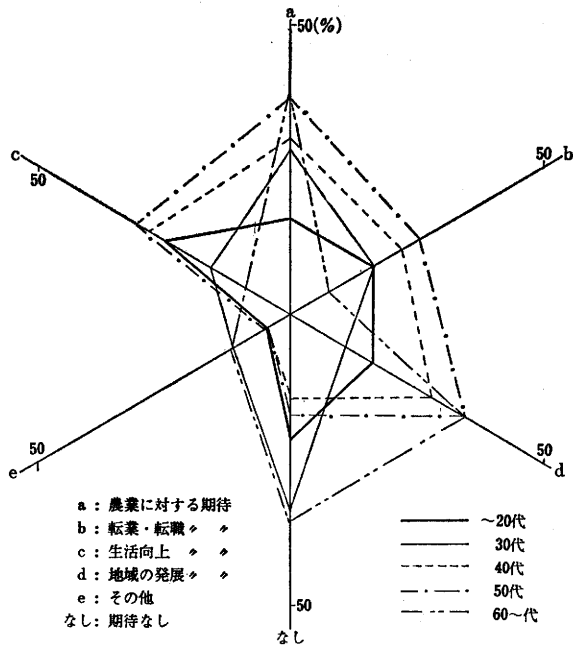 a
50(%)
c
50
50
b
50
e
50
d
a : 農業に対する期待
b : 転業・転職 〃 〃
c : 生活向上 〃 〃
d : 地域の発展 〃 〃
e : その他
なし: 期待なし
～20代
30代
40代
50代
60～代
50
なし